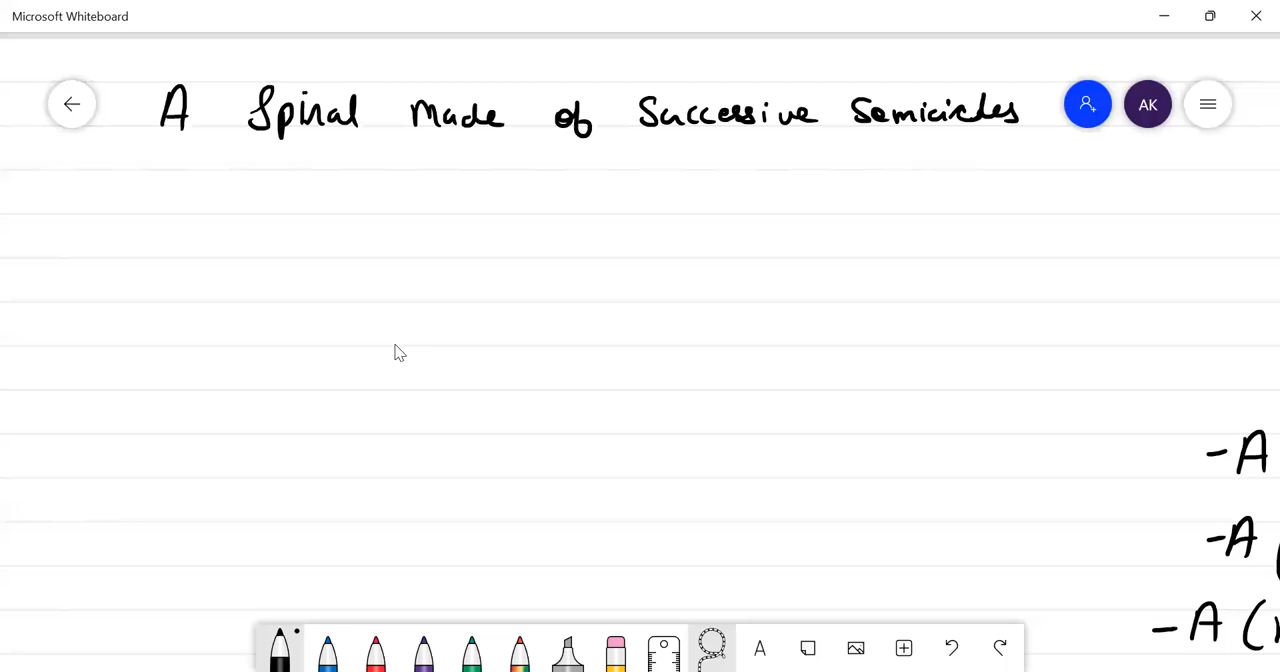 Microsoft Whiteboard
A Spiral Made of Successive Semicircles
AK
-A
-A (
-A (
A